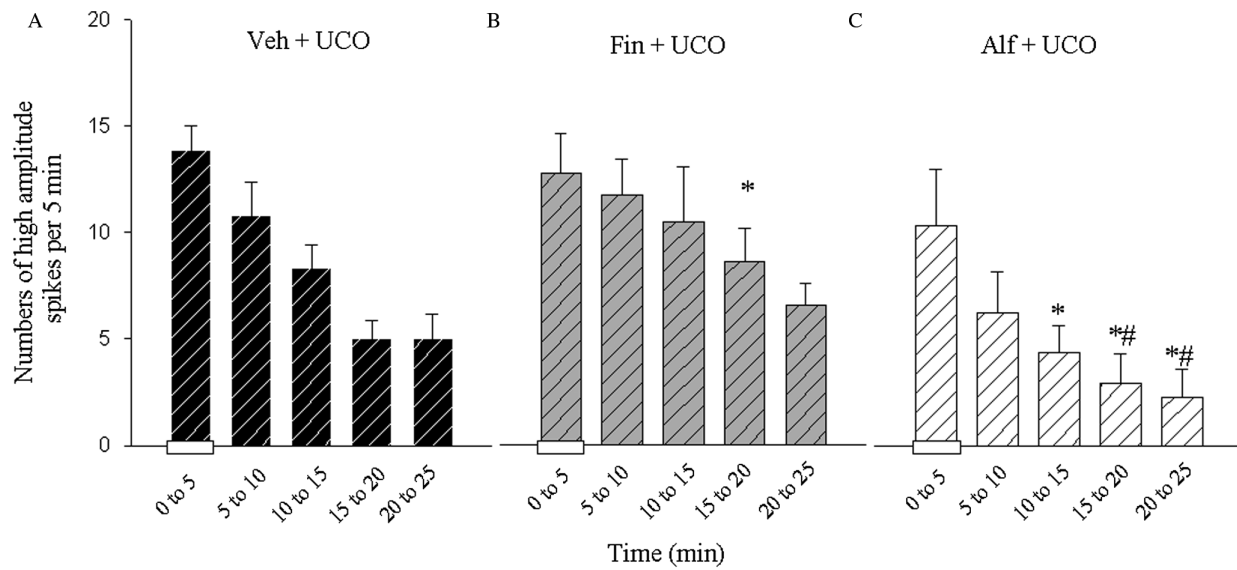 A
B
C
Veh + UCO
Fin + UCO
Alf + UCO
Numbers of high amplitude
spikes per 5 min
20
15
10
5
0
*
*
*#
*#
0 to 5
5 to 10
10 to 15
15 to 20
20 to 25
0 to 5
5 to 10
10 to 15
15 to 20
20 to 25
0 to 5
5 to 10
10 to 15
15 to 20
20 to 25
Time (min)